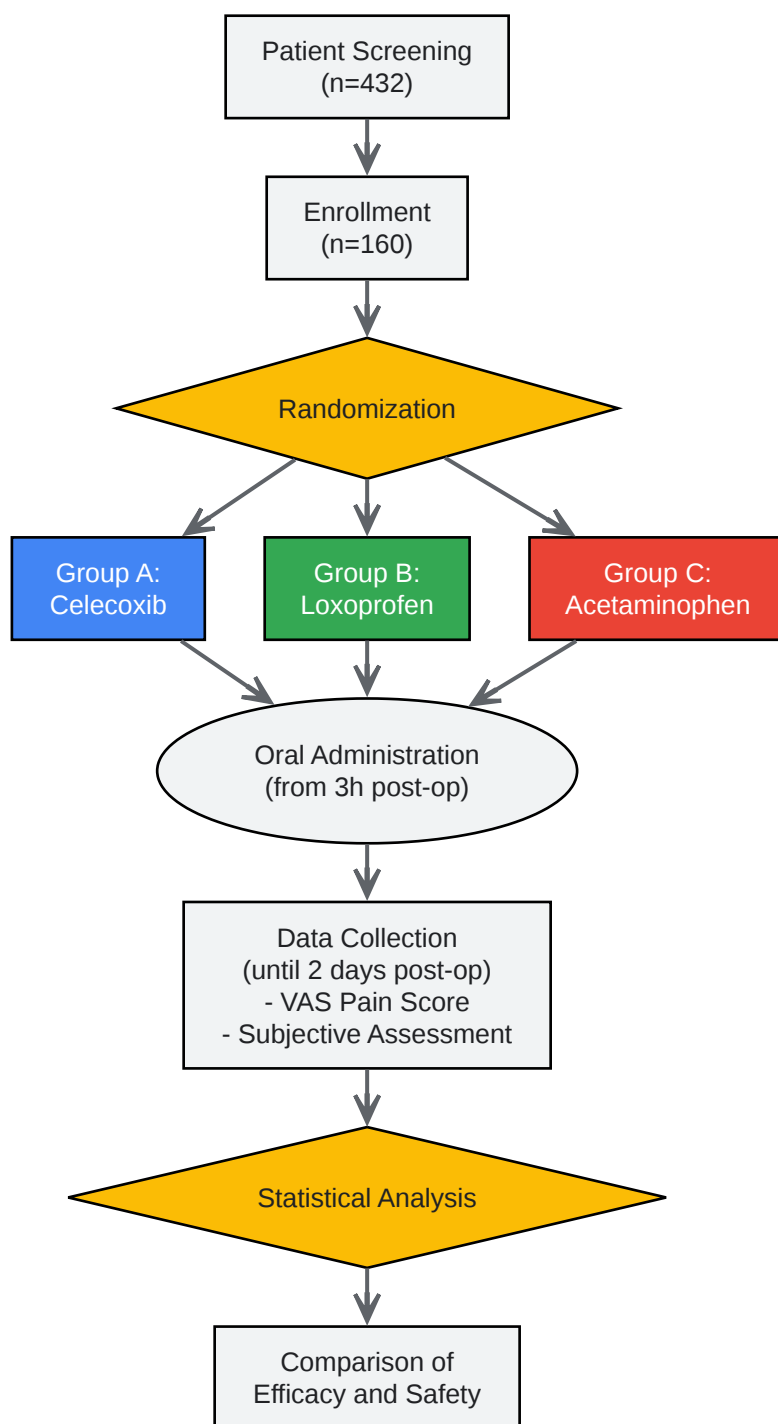 Patient Screening
(n=432)
Enrollment
(n=160)
Randomization
Group A:
Celecoxib
Group B:
Loxoprofen
Group C:
Acetaminophen
Oral Administration
(from 3h post-op)
Data Collection
(until 2 days post-op)
- VAS Pain Score
- Subjective Assessment
Statistical Analysis
Comparison of
Efficacy and Safety